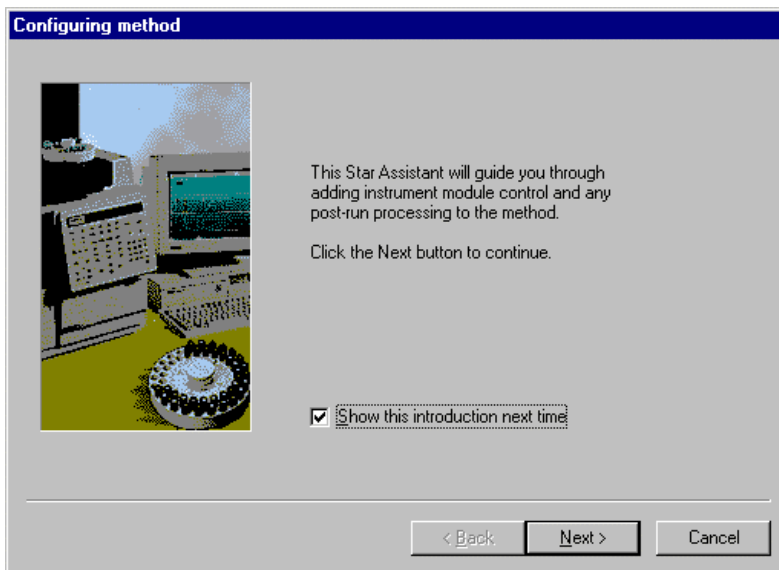 Configuring method
This Star Assistant will guide you through
adding instrument module control and any
post-run processing to the method.
Click the Next button to continue.
Show this introduction next time
< Back
Next >
Cancel